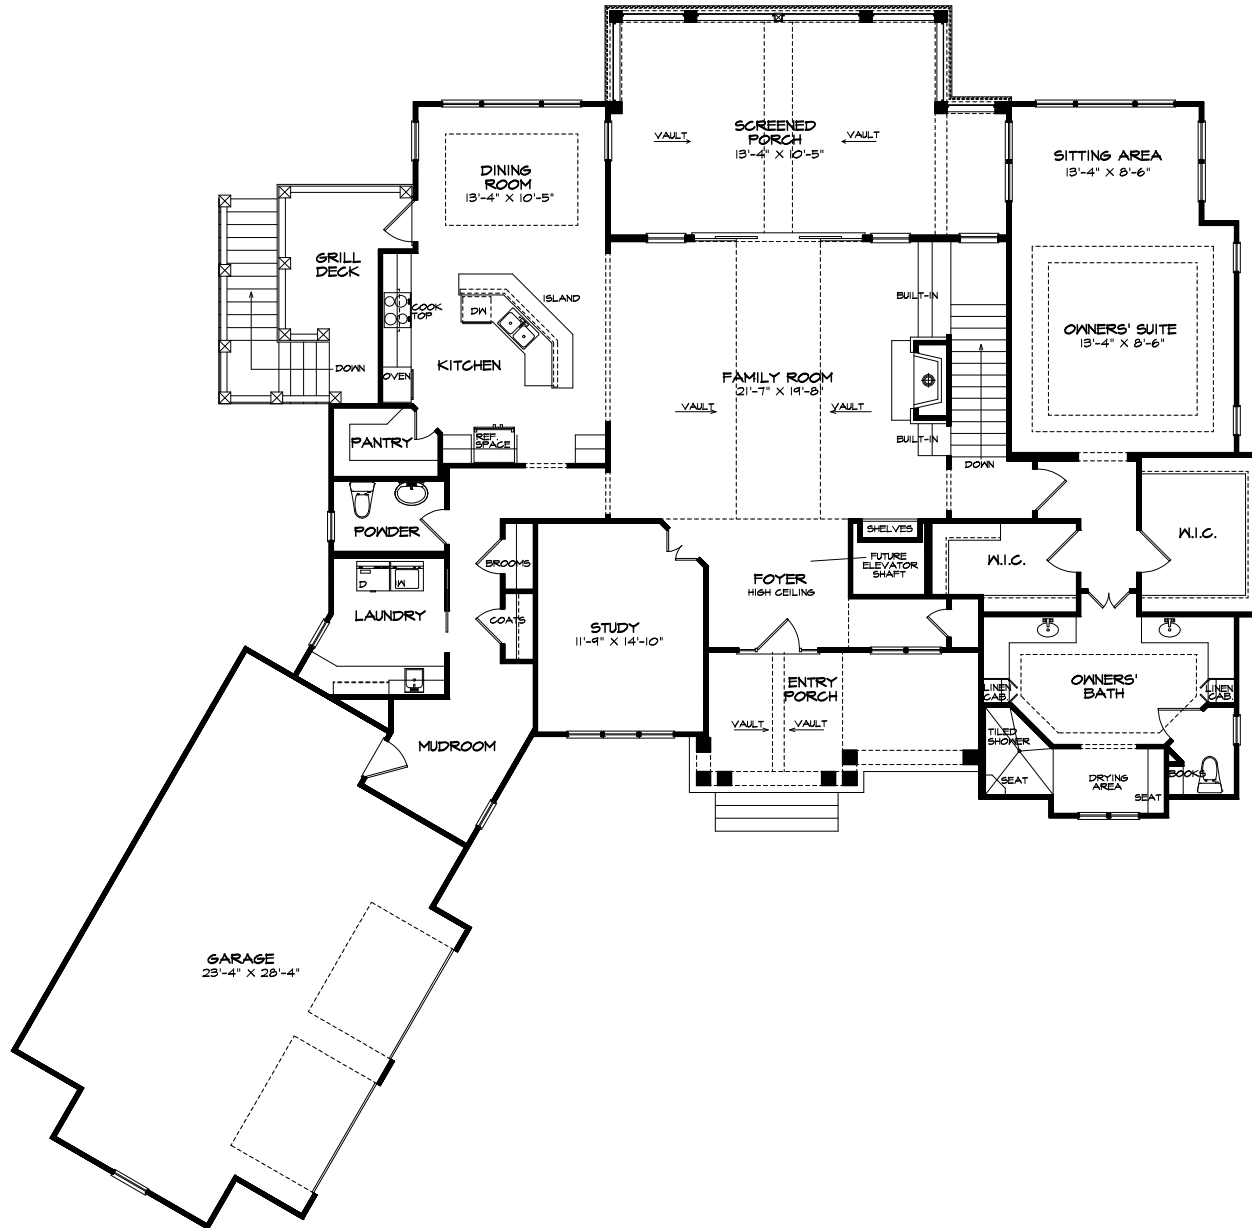 SCREENED
PORCH
13'-4" X 10'-5"
VAULT
VAULT
DINING
ROOM
13'-4" X 10'-5"
SITTING AREA
13'-4" X 8'-6"
GRILL
DECK
COOK
TOP
DW
ISLAND
BUILT-IN
OWNERS' SUITE
13'-4" X 8'-6"
DOWN
OVEN
KITCHEN
FAMILY ROOM
21'-7" X 19'-8"
VAULT
VAULT
PANTRY
REF.
SPACE
BUILT-IN
DOWN
POWDER
SHELVES
W.I.C.
W.I.C.
BROOMS
FUTURE
ELEVATOR
SHAFT
FOYER
HIGH CEILING
D
W
LAUNDRY
COATS
STUDY
11'-9" X 14'-10"
ENTRY
PORCH
OWNERS'
BATH
LINEN
CAB.
LINEN
CAB.
VAULT
VAULT
TILED
SHOWER
MUDROOM
SEAT
DRYING
AREA
SEAT
BOOKS
GARAGE
23'-4" X 28'-4"